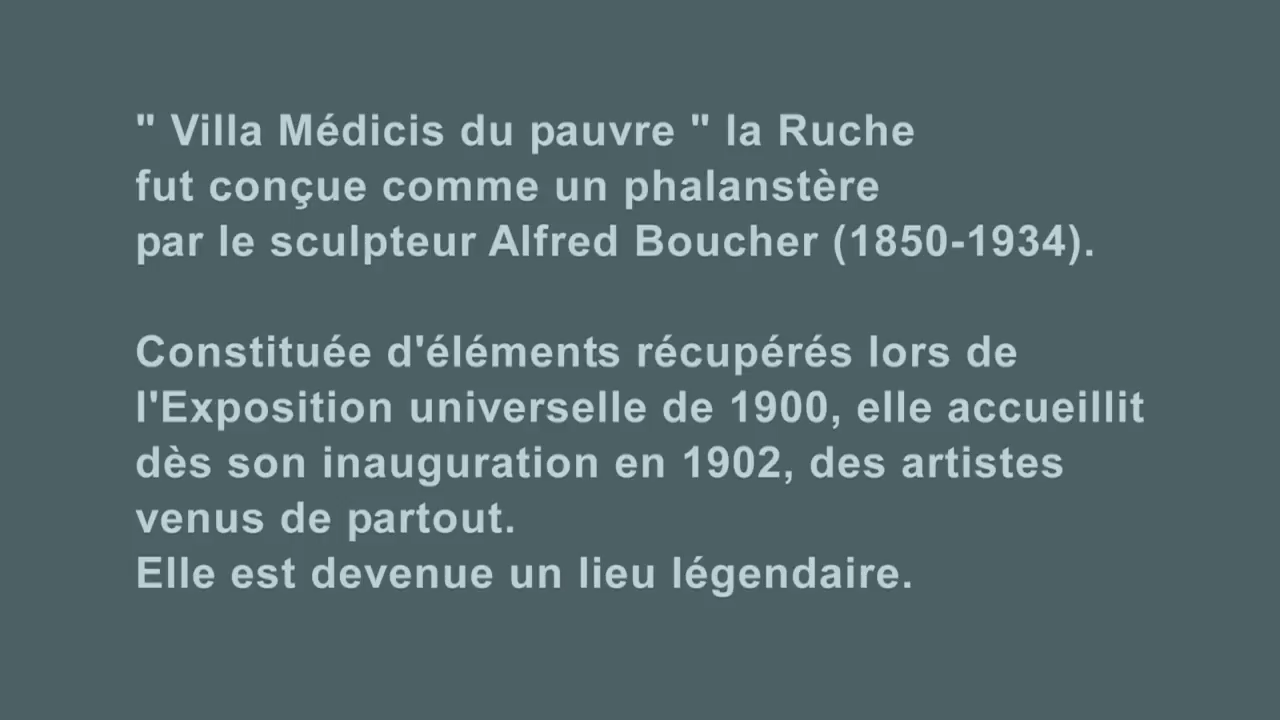 " Villa Médicis du pauvre " la Ruche
fut conçue comme un phalanstère
par le sculpteur Alfred Boucher (1850-1934).
Constituée d'éléments récupérés lors de
l'Exposition universelle de 1900, elle accueillit
dès son inauguration en 1902, des artistes
venus de partout.
Elle est devenue un lieu légendaire.